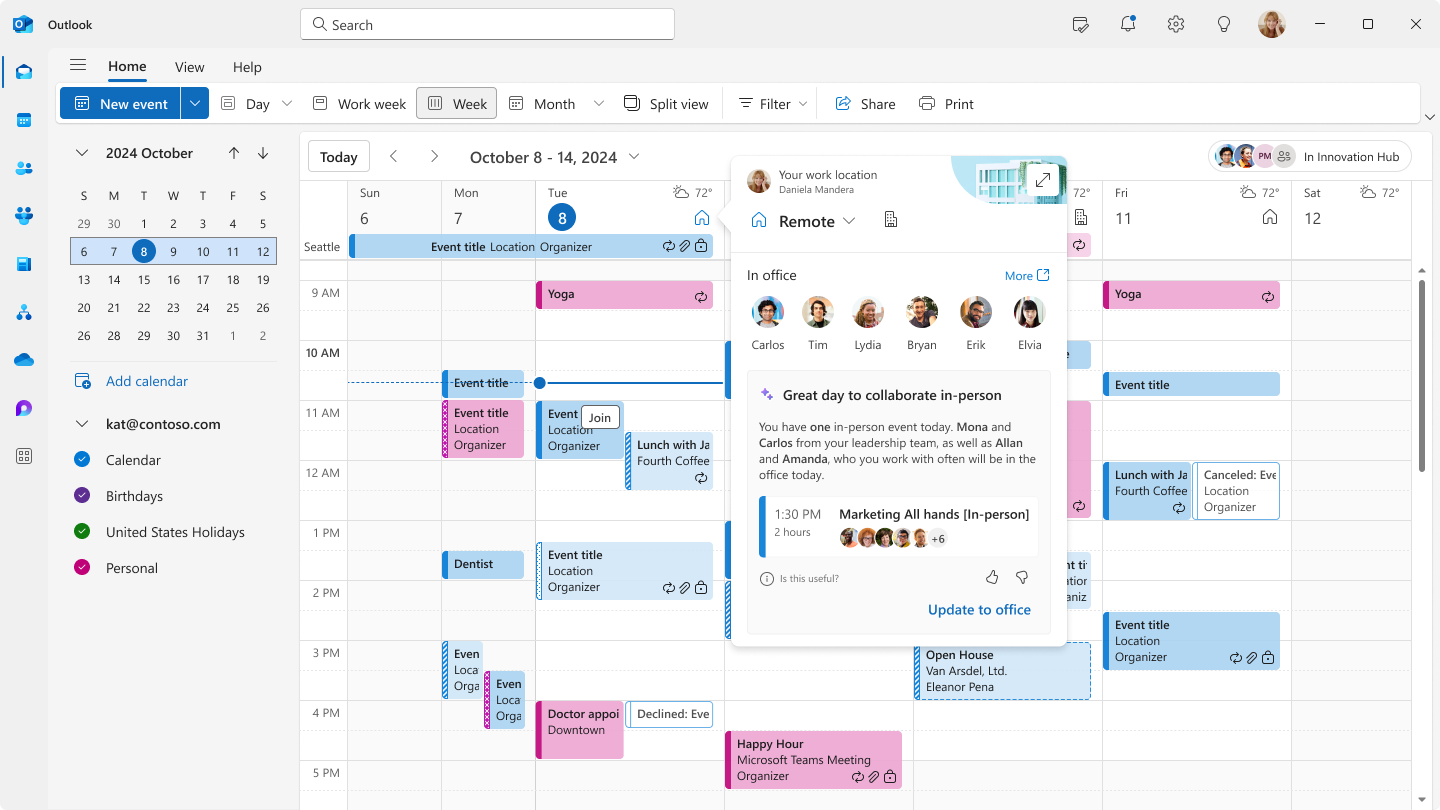 Outlook
Search
Home View Help
New event Day Work week Week Month Split view Filter Share Print
2024 October
S M T W T F S
29 30 1 2 3 4 5
6 7 8 9 10 11 12
13 14 15 16 17 18 19
20 21 22 23 24 25 26
26 28 29 30 31 1 2
Add calendar
kat@contoso.com
Calendar
Birthdays
United States Holidays
Personal
Today October 8 - 14, 2024 PM In Innovation Hub
Sun
6
Mon
7
Tue 72°
8
72°
Fri 72°
11
Sat 72°
12
Seattle Event title Location Organizer
9 AM
10 AM
11 AM
12 AM
1 PM
2 PM
3 PM
4 PM
5 PM
Event title
Event title
Location
Organizer
Dentist
Even
Loca
Orga
Even
Loca
Orga
Yoga
Event
Location
Organizer
Join
Lunch with Ja
Fourth Coffee
Event title
Location
Organizer
Doctor appoi
Downtown
Declined: Eve
Happy Hour
Microsoft Teams Meeting
Organizer
Your work location
Daniela Mandera
Remote
In office More
Carlos Tim Lydia Bryan Erik Elvia
Great day to collaborate in-person
You have one in-person event today. Mona and
Carlos from your leadership team, as well as Allan
and Amanda, who you work with often will be in the
office today.
1:30 PM Marketing All hands [In-person]
2 hours +6
Is this useful?
Update to office
Open House
Van Arsdel, Ltd.
Eleanor Pena
Yoga
Event title
Lunch with Ja
Fourth Coffee
Canceled: Eve
Location
Organizer
Event title
Location
Organizer